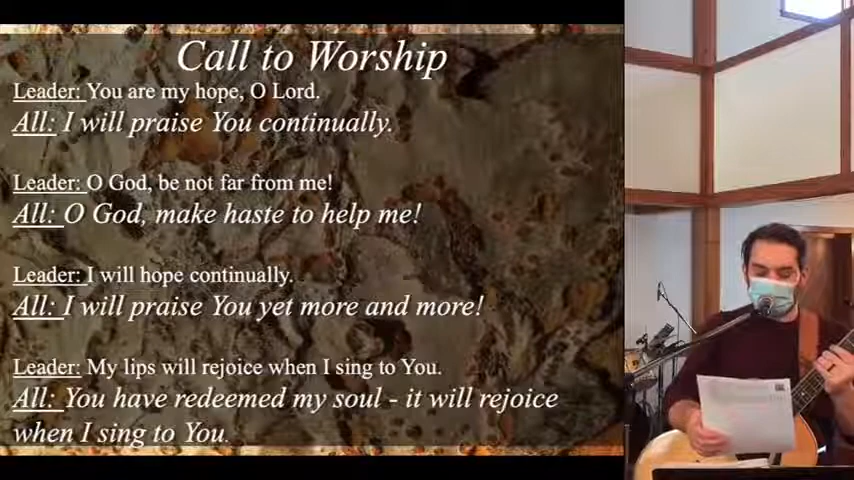 Call to Worship
Leader: You are my hope, O Lord.
All: I will praise You continually.
Leader: O God, be not far from me!
All: O God, make haste to help me!
Leader: I will hope continually.
All: I will praise You yet more and more!
Leader: My lips will rejoice when I sing to You.
All: You have redeemed my soul - it will rejoice
when I sing to You.